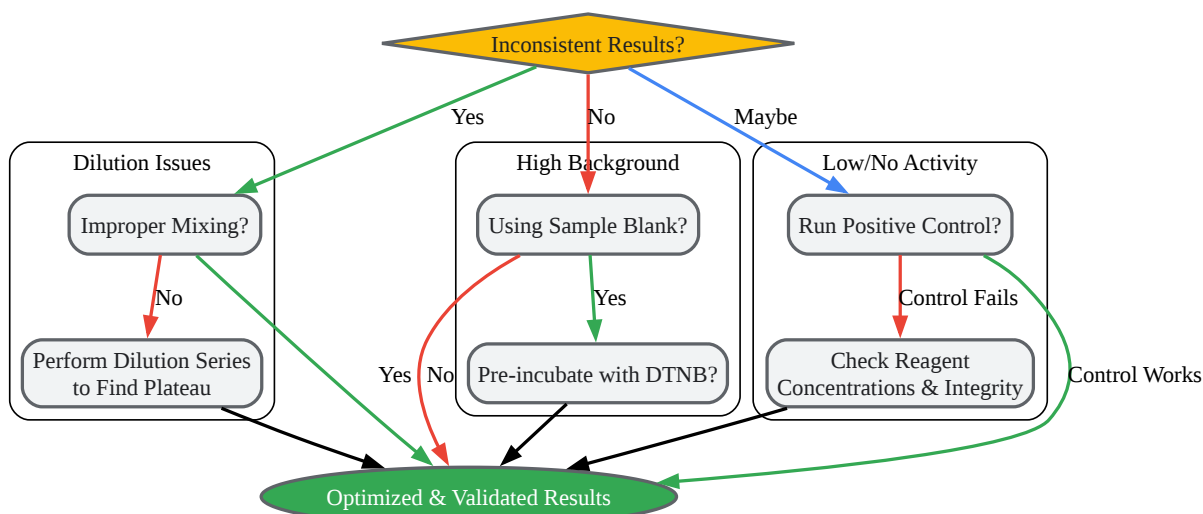 Inconsistent Results?
Yes
No
Maybe
Dilution Issues
High Background
Low/No Activity
Improper Mixing?
Using Sample Blank?
Run Positive Control?
No
Yes
Control Fails
Perform Dilution Series
to Find Plateau
Yes
No
Pre-incubate with DTNB?
Check Reagent
Concentrations & Integrity
Control Works
Optimized & Validated Results